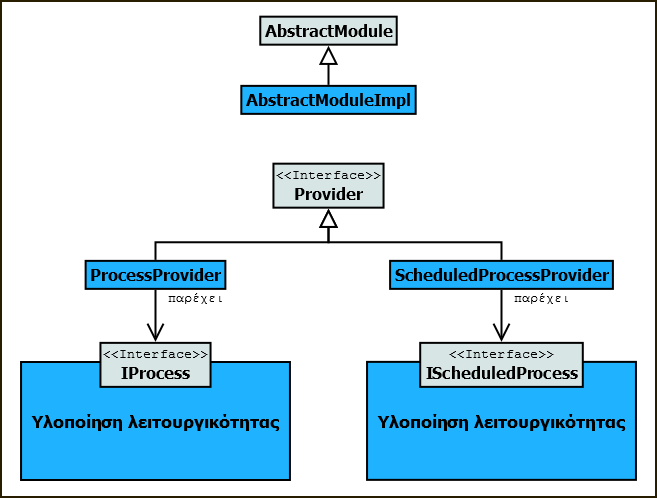 AbstractModule
AbstractModuleImpl
<<Interface>>
Provider
ProcessProvider
ScheduledProcessProvider
παρέχει
παρέχει
<<Interface>>
IProcess
<<Interface>>
IScheduledProcess
Υλοποίηση λειτουργικότητας
Υλοποίηση λειτουργικότητας